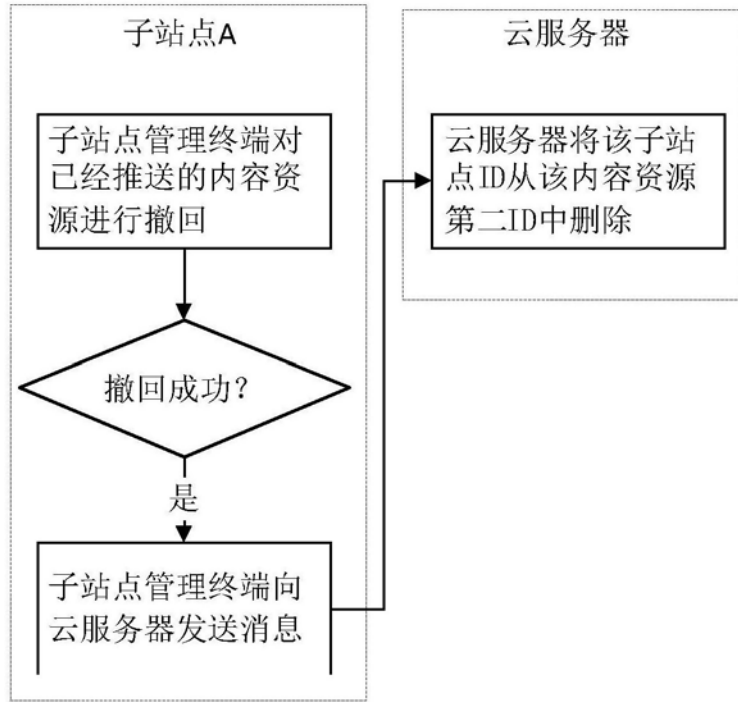 子站点A
子站点管理终端对
已经推送的内容资
源进行撤回
撤回成功?
是
子站点管理终端向
云服务器发送消息
云服务器
云服务器将该子站
点ID从该内容资源
第二ID中删除